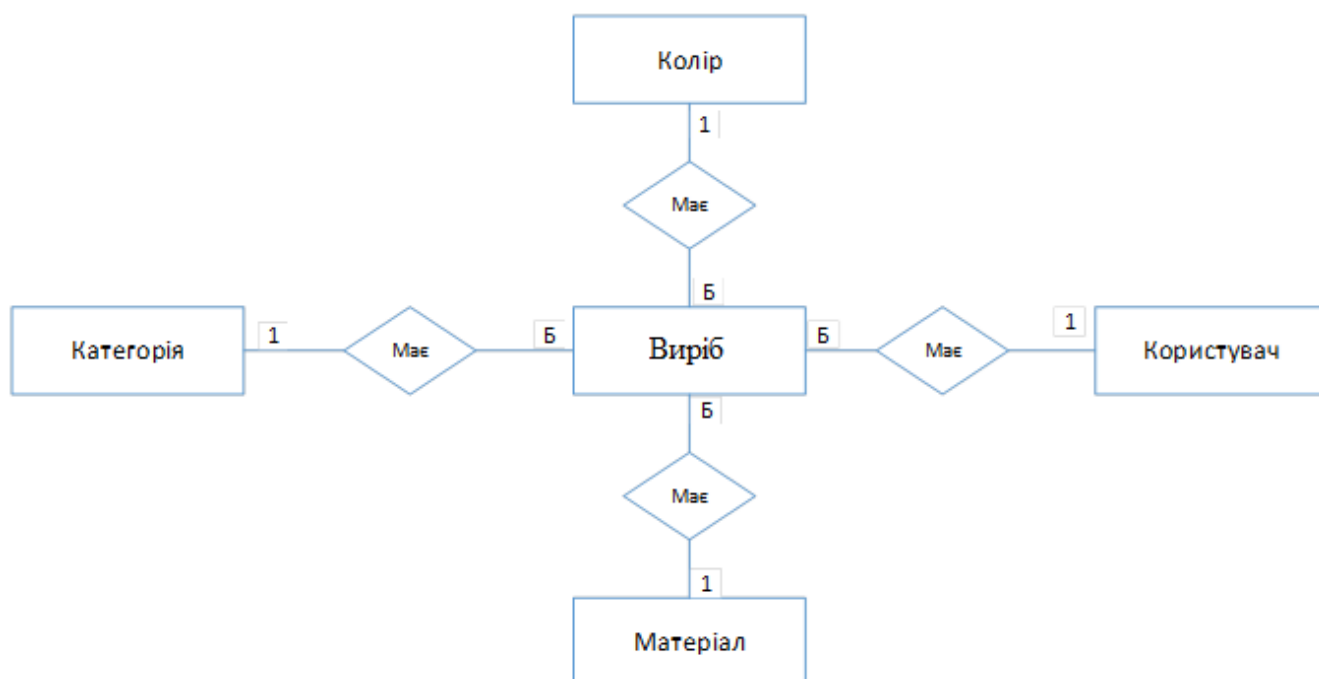 Колір
1
Має
Б
Категорія
1
Має
Б
Виріб
Б
Має
1
Користувач
Б
Має
1
Матеріал